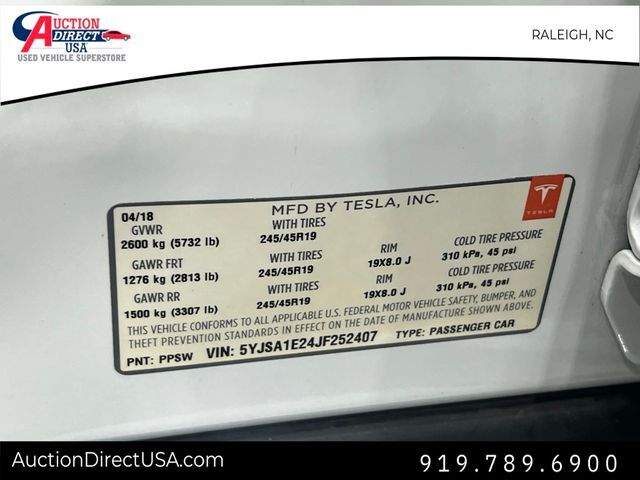 AUCTION
DIRECT
USA
USED VEHICLE SUPERSTORE
RALEIGH, NC
MFD BY TESLA, INC.
TESLA
04/18
GVWR WITH TIRES
2600 kg (5732 lb) 245/45R19
GAWR FRT WITH TIRES RIM COLD TIRE PRESSURE
1276 kg (2813 lb) 245/45R19 19X8.0 J 310 kPa, 45 psi
GAWR RR WITH TIRES RIM COLD TIRE PRESSURE
1500 kg (3307 lb) 245/45R19 19X8.0 J 310 kPa, 45 psi
THIS VEHICLE CONFORMS TO ALL APPLICABLE U.S. FEDERAL MOTOR VEHICLE SAFETY, BUMPER, AND
THEFT PREVENTION STANDARDS IN EFFECT ON THE DATE OF MANUFACTURE SHOWN ABOVE.
PNT: PPSW VIN: 5YJSA1E24JF252407 TYPE: PASSENGER CAR
AuctionDirectUSA.com
919.789.6900